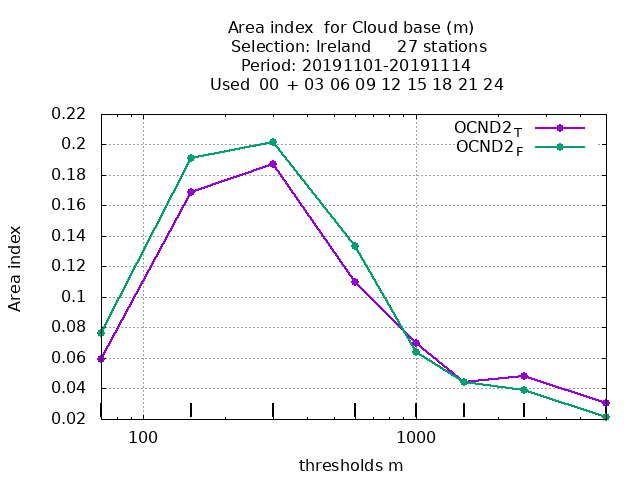 Area index  for Cloud base (m)
Selection: Ireland     27 stations
Period: 20191101-20191114
Used  00 + 03 06 09 12 15 18 21 24
0.22
0.2
0.18
0.16
0.14
0.12
0.1
0.08
0.06
0.04
0.02
Area index
OCND2T
OCND2F
100 1000
thresholds m